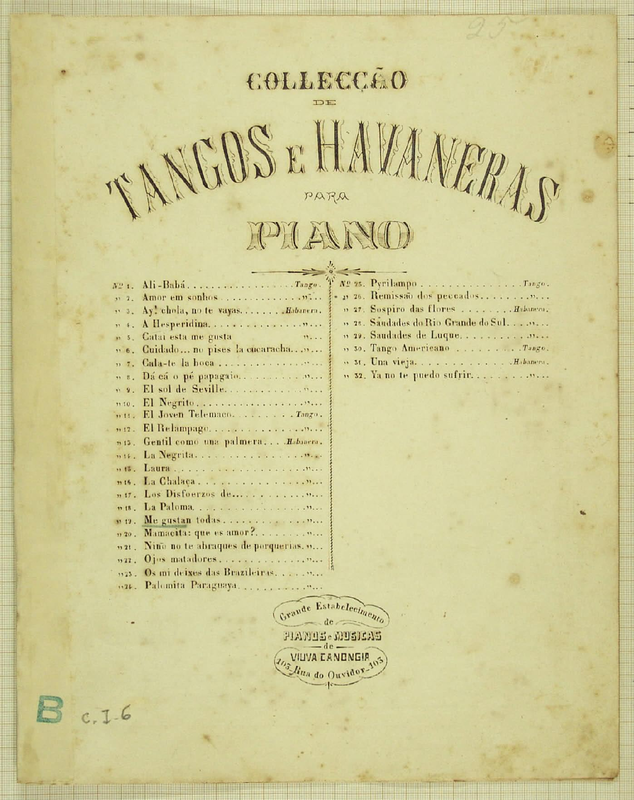 25
COLLECÇÃO
DE
TANGOS E HAVANERAS
PARA
PIANO
Nº 1. Ali-Babá. Tango.
„ 2. Amor em sonhos „
„ 3. Ay! chola, no te vayas. Habanera.
„ 4. A Hesperidina. „
„ 5. Catai esta me gusta „
„ 6. Cuidado... no pises la cucaracha. „
„ 7. Cala-te la boca „
„ 8. Dá cá o pé papagaio. „
„ 9. El sol de Seville. „
„ 10. El Negrito. „
„ 11. El Joven Telemaco. Tango.
„ 12. El Relampago. „
„ 13. Gentil como una palmera. Habanera.
„ 14. La Negrita. „
„ 15. Laura „
„ 16. La Chalaça „
„ 17. Los Disfoerzos de... „
„ 18. La Paloma. „
„ 19. Me gustan todas „
„ 20. Mamacita: que es amor?. „
„ 21. Niño no te abraques de porquerias. „
„ 22. Ojos matadores. „
„ 23. Os mi deixes das Brazileiras. „
„ 24. Palomita Paraguaya. „
Nº 25. Pyrilampo. Tango.
„ 26. Remissão dos peccados. „
„ 27. Sospiro das flores Habanera.
„ 28. Saudades do Rio Grande do Sul. „
„ 29. Saudades de Luque. „
„ 30. Tango Americano Tango.
„ 31. Una vieja. Habanera.
„ 32. Ya no te puedo sufrir. „
Grande Estabelecimento
de
PIANOS e MUSICAS
de
VIUVA CANONGIA
103-Rua do Ouvidor-103
B c. I-6